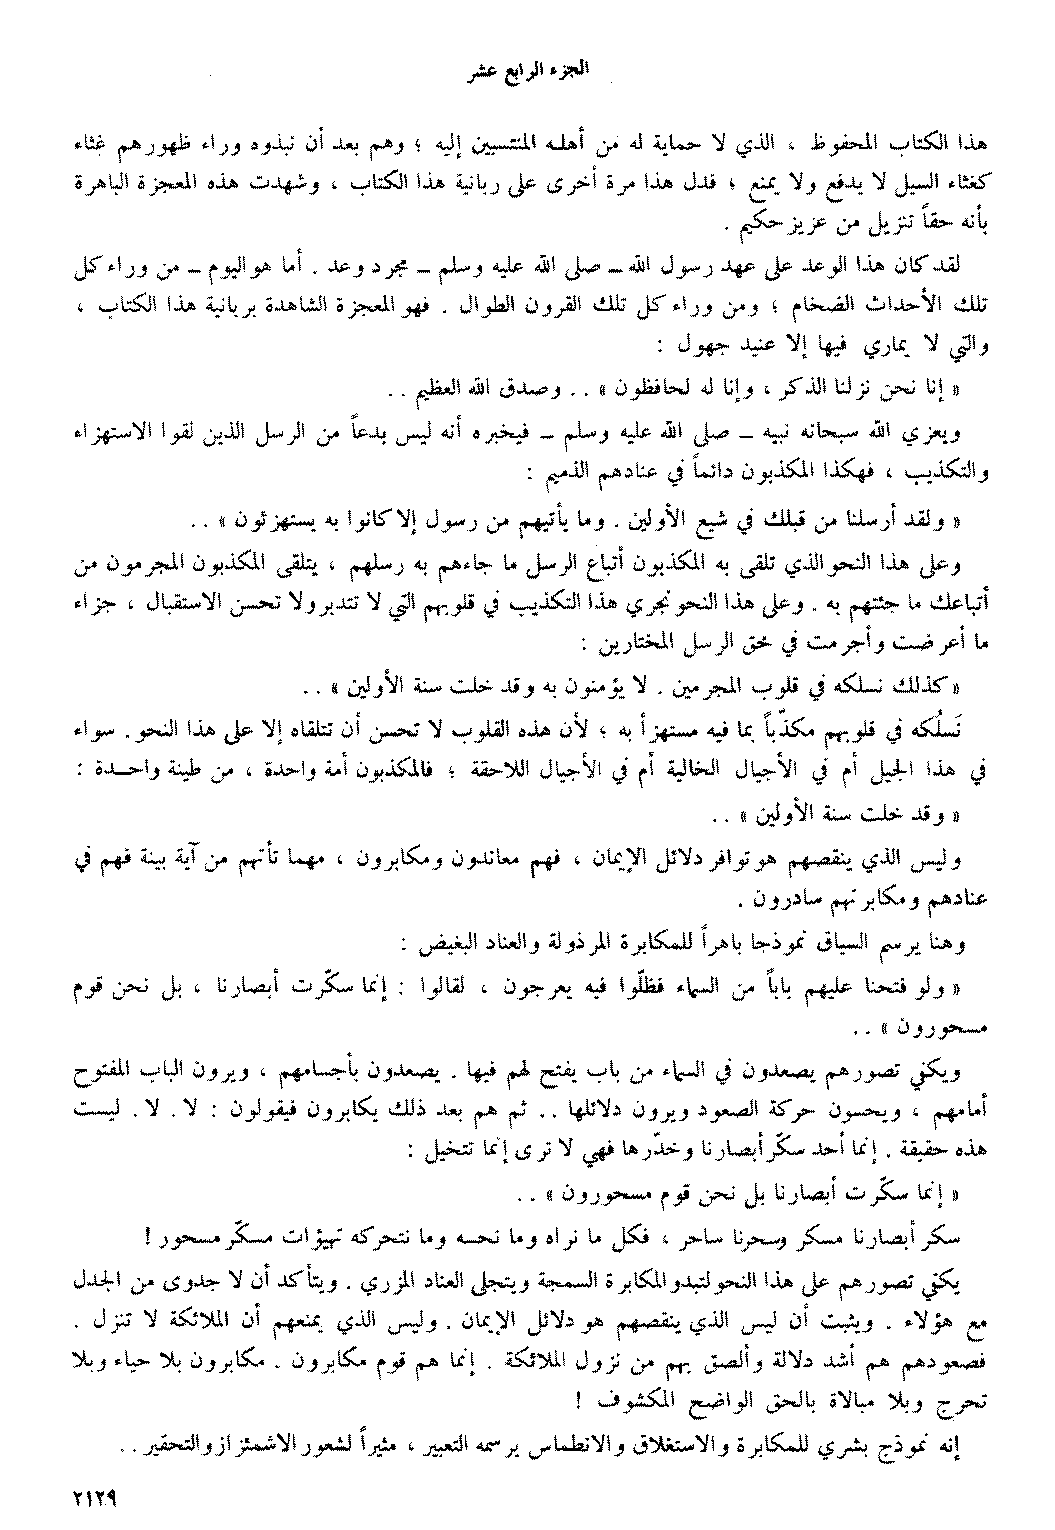 الجزء الرابع عشر
هذا الكتاب المحفوظ ، الذي لا حماية له من أهله المنتسبين إليه ؛ وهم بعد أن نبذوه وراء ظهورهم غثاء
كغثاء السيل لا يدفع ولا يمنع ؛ فدل هذا مرة أخرى على ربانية هذا الكتاب ، وشهدت هذه المعجزة الباهرة
بأنه حقاً تنزيل من عزيز حكيم .
لقد كان هذا الوعد على عهد رسول الله – صلى الله عليه وسلم – مجرد وعد . أما هو اليوم – من وراء كل
تلك الأحداث الضخام ؛ ومن وراء كل تلك القرون الطوال . فهو المعجزة الشاهدة بربانية هذا الكتاب ،
والتي لا يماري فيها إلا عنيد جهول :
« إنا نحن نزلنا الذكر ، وإنا له لحافظون » . . وصدق الله العظيم . .
ويعزي الله سبحانه نبيه – صلى الله عليه وسلم – فيخبره أنه ليس بدعاً من الرسل الذين لقوا الاستهزاء
والتكذيب ، فهكذا المكذبون دائماً في عنادهم الذميم :
« ولقد أرسلنا من قبلك في شيع الأولين . وما يأتيهم من رسول إلا كانوا به يستهزئون » . .
وعلى هذا النحو الذي تلقى به المكذبون أتباع الرسل ما جاءهم به رسلهم ، يتلقى المكذبون المجرمون من
أتباعك ما جئتهم به . وعلى هذا النحو نجري هذا التكذيب في قلوبهم التي لا تتدبر ولا تحسن الاستقبال ، جزاء
ما أعرضت وأجرمت في حق الرسل المختارين :
« كذلك نسلكه في قلوب المجرمين . لا يؤمنون به وقد خلت سنة الأولين » . .
نَسلُكه في قلوبهم مكذّباً بما فيه مستهزأ به ؛ لأن هذه القلوب لا تحسن أن تتلقاه إلا على هذا النحو . سواء
في هذا الجيل أم في الأجيال الخالية أم في الأجيال اللاحقة ؛ فالمكذبون أمة واحدة ، من طينة واحدة :
« وقد خلت سنة الأولين » . .
وليس الذي ينقصهم هو توافر دلائل الإيمان ، فهم معاندون ومكابرون ، مهما تأتهم من آية بينة فهم في
عنادهم ومكابرتهم سادرون .
وهنا يرسم السياق نموذجا باهراً للمكابرة المرذولة والعناد البغيض :
« ولو فتحنا عليهم باباً من السماء فظلّوا فيه يعرجون ، لقالوا : إنما سكّرت أبصارنا ، بل نحن قوم
مسحورون » . .
ويكفي تصورهم يصعدون في السماء من باب يفتح لهم فيها . يصعدون بأجسامهم ، ويرون الباب المفتوح
أمامهم ، ويحسون حركة الصعود ويرون دلائلها . . ثم هم بعد ذلك يكابرون فيقولون : لا . لا . ليست
هذه حقيقة . إنما أحد سكّر أبصارنا وخدّرها فهي لا ترى إنما تتخيل :
« إنما سكّرت أبصارنا بل نحن قوم مسحورون » . .
سكر أبصارنا مسكر وسحرنا ساحر ، فكل ما نراه وما نحسه وما نتحركه تهيؤات مسكّر مسحور !
يكفي تصورهم على هذا النحو لتبدو المكابرة السمجة ويتجلى العناد المزري . ويتأكد أن لا جدوى من الجدل
مع هؤلاء . ويثبت أن ليس الذي ينقصهم هو دلائل الإيمان . وليس الذي يمنعهم أن الملائكة لا تنزل .
فصعودهم هم أشد دلالة وألصق بهم من نزول الملائكة . إنما هم قوم مكابرون . مكابرون بلا حياء وبلا
تحرج وبلا مبالاة بالحق الواضح المكشوف !
إنه نموذج بشري للمكابرة والاستغلاق والانطماس يرسمه التعبير ، مثيراً لشعور الاشمئزاز والتحقير . .
٢١٢٩